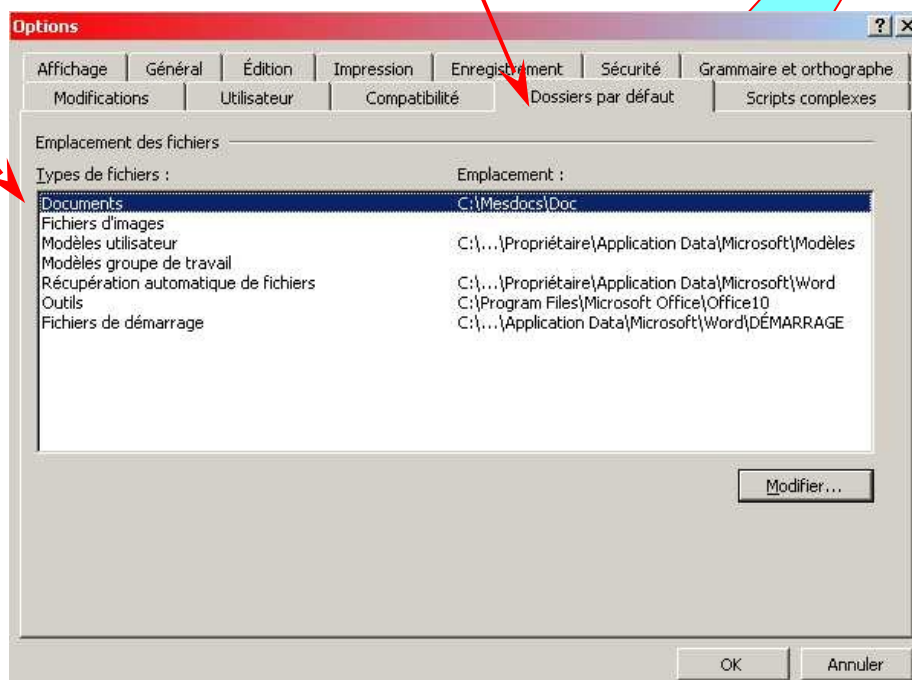 Options
Affichage Général Édition Impression Enregistrement Sécurité Grammaire et orthographe
Modifications Utilisateur Compatibilité Dossiers par défaut Scripts complexes
Emplacement des fichiers
Types de fichiers : Emplacement :
Documents C:\Mesdocs\Doc
Fichiers d'images
Modèles utilisateur C:\...\Propriétaire\Application Data\Microsoft\Modèles
Modèles groupe de travail
Récupération automatique de fichiers C:\...\Propriétaire\Application Data\Microsoft\Word
Outils C:\Program Files\Microsoft Office\Office10
Fichiers de démarrage C:\...\Application Data\Microsoft\Word\DÉMARRAGE
Modifier...
OK Annuler